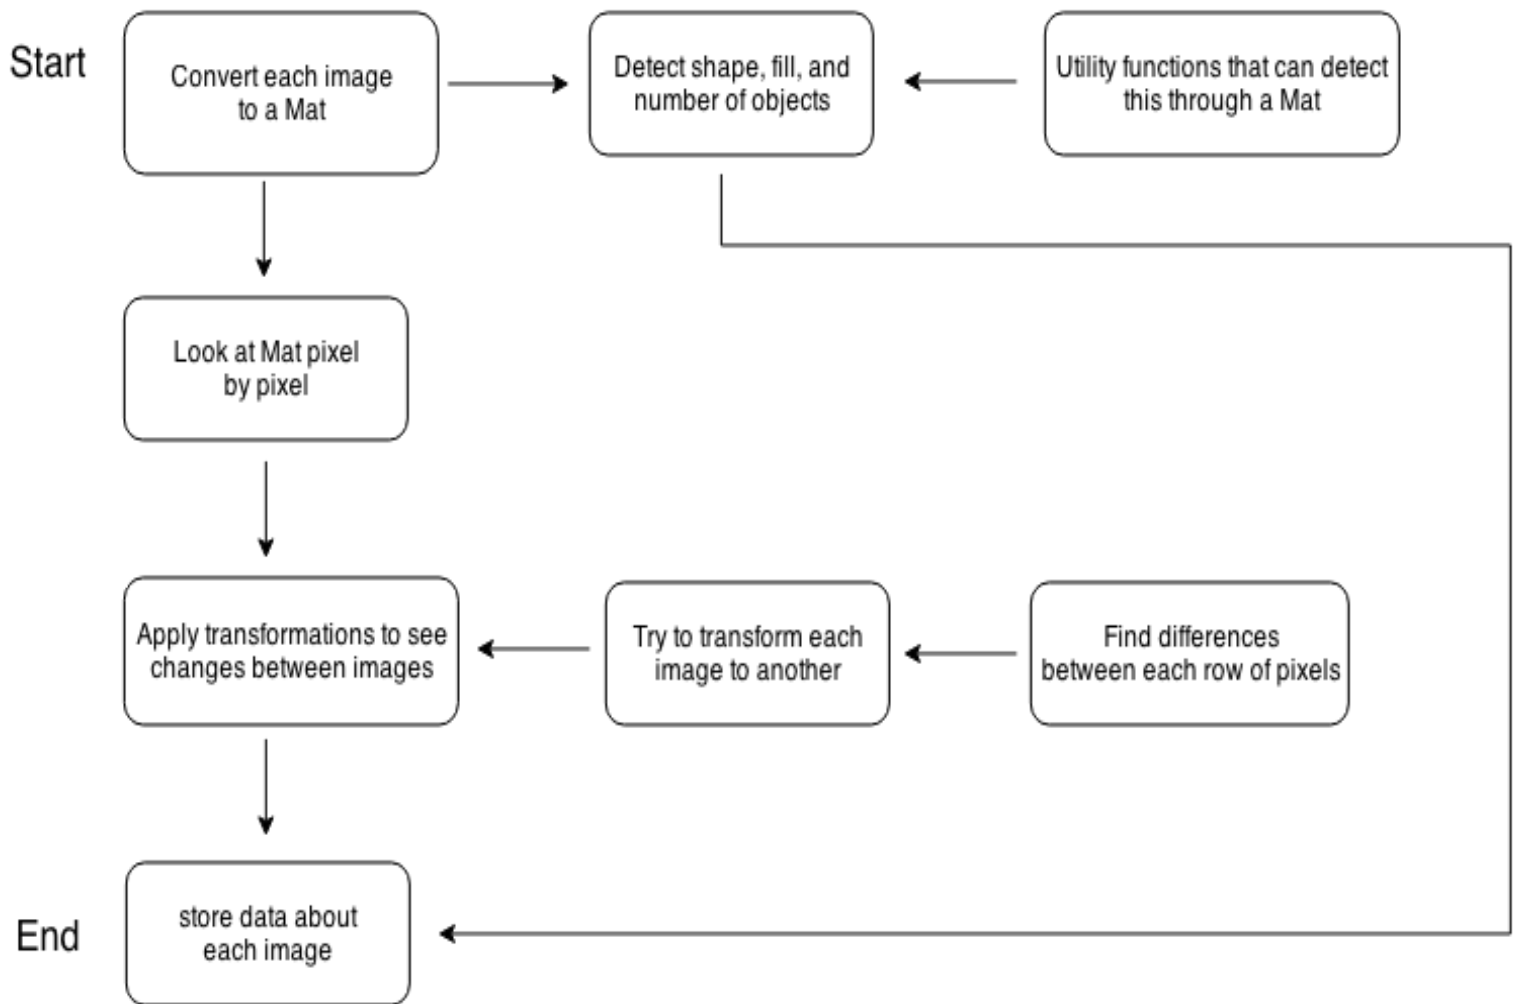 Start
Convert each image
to a Mat
Detect shape, fill, and
number of objects
Utility functions that can detect
this through a Mat
Look at Mat pixel
by pixel
Apply transformations to see
changes between images
Try to transform each
image to another
Find differences
between each row of pixels
End
store data about
each image